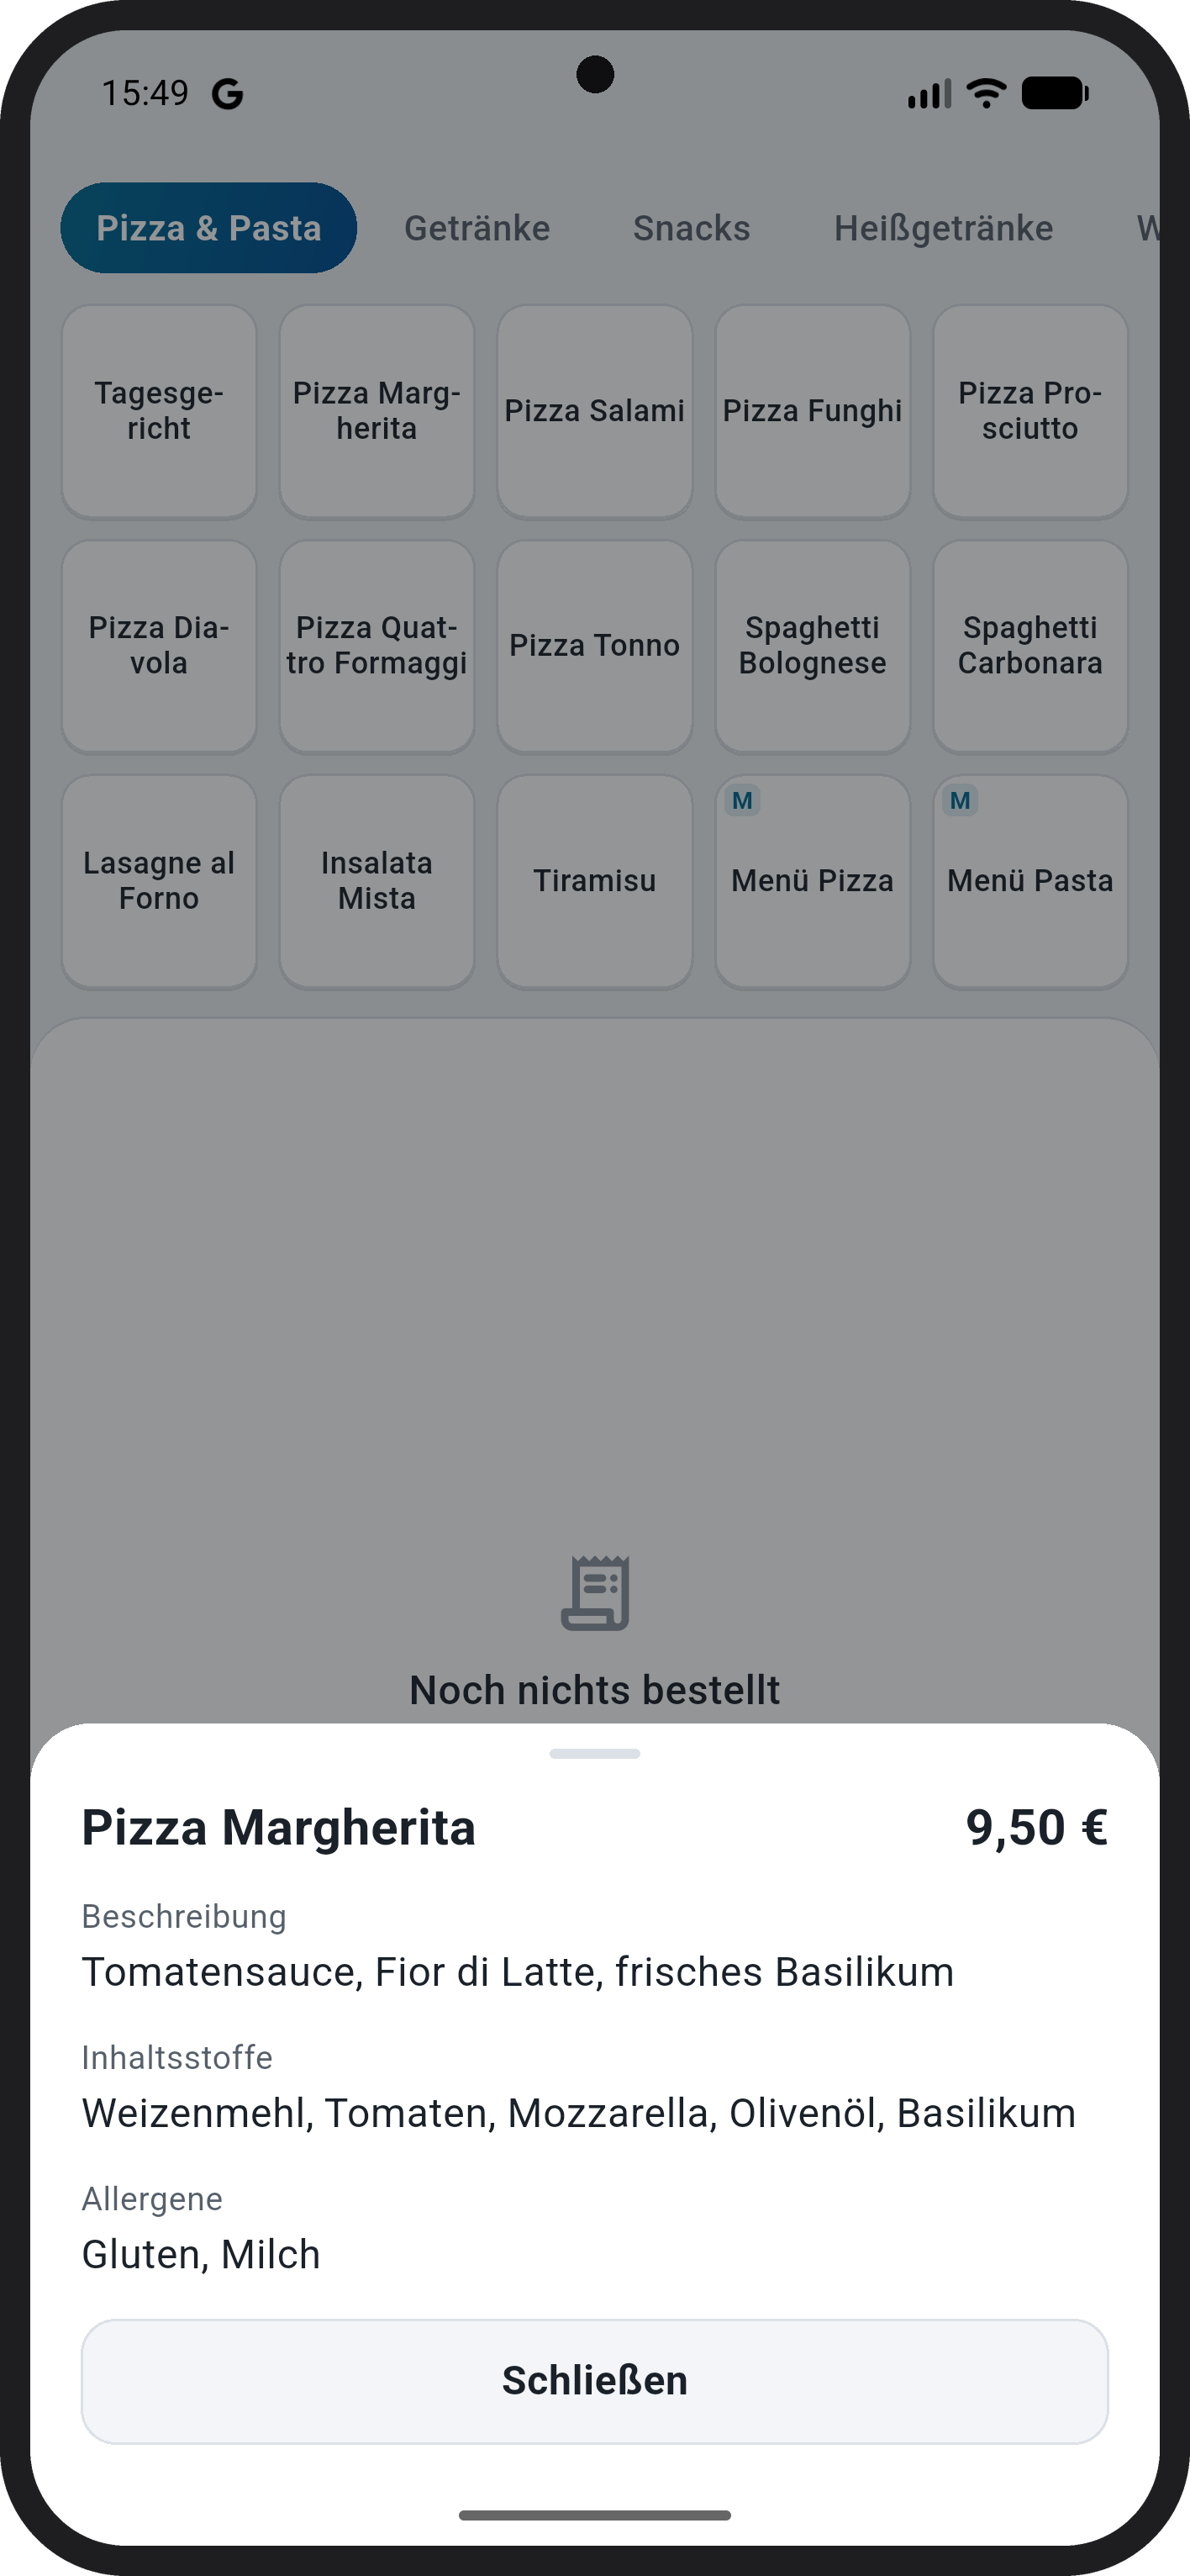 15:49
Pizza & Pasta Getränke Snacks Heißgetränke W
Tagesge-
richt
Pizza Marg-
herita
Pizza Salami
Pizza Funghi
Pizza Pro-
sciutto
Pizza Dia-
vola
Pizza Quat-
tro Formaggi
Pizza Tonno
Spaghetti
Bolognese
Spaghetti
Carbonara
Lasagne al
Forno
Insalata
Mista
Tiramisu
M
Menü Pizza
M
Menü Pasta
Noch nichts bestellt
Pizza Margherita 9,50 €
Beschreibung
Tomatensauce, Fior di Latte, frisches Basilikum
Inhaltsstoffe
Weizenmehl, Tomaten, Mozzarella, Olivenöl, Basilikum
Allergene
Gluten, Milch
Schließen